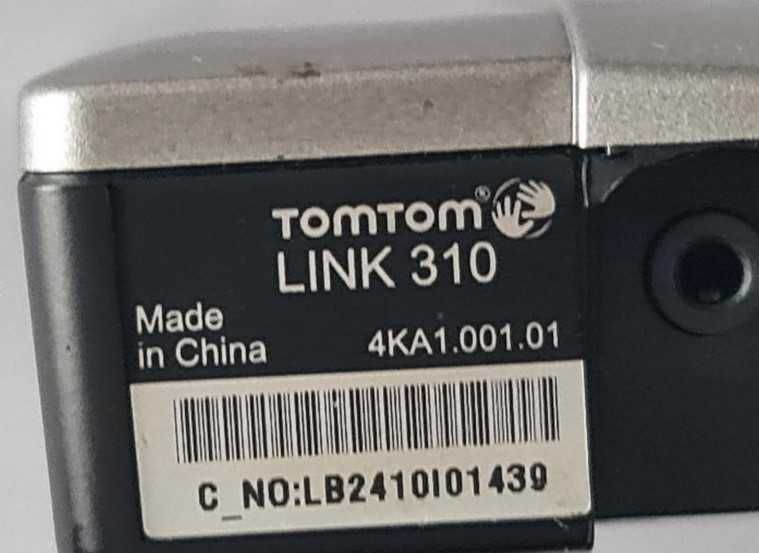 TOMTOM®
LINK 310
Made
in China
4KA1.001.01
C_NO:LB2410I01439